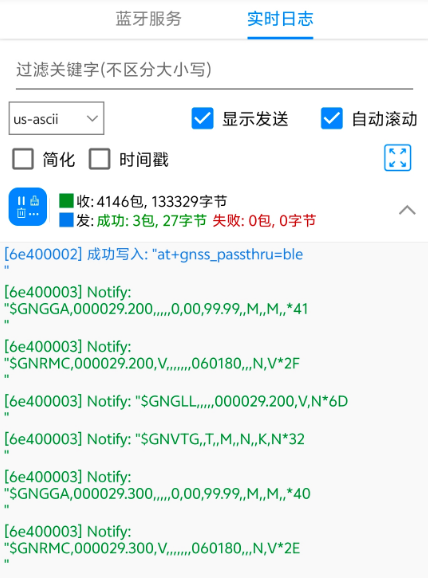 蓝牙服务 实时日志
过滤关键字(不区分大小写)
us-ascii 显示发送 自动滚动
简化 时间戳
收: 4146包, 133329字节
发: 成功: 3包, 27字节 失败: 0包, 0字节
[6e400002] 成功写入: "at+gnss_passthru=ble
"
[6e400003] Notify:
"$GNGGA,000029.200,,,,,0,00,99.99,,M,,M,,*41
"
[6e400003] Notify:
"$GNRMC,000029.200,V,,,,,,,060180,,,N,V*2F
"
[6e400003] Notify: "$GNGLL,,,,,000029.200,V,N*6D
"
[6e400003] Notify: "$GNVTG,,T,,M,,N,,K,N*32
"
[6e400003] Notify:
"$GNGGA,000029.300,,,,,0,00,99.99,,M,,M,,*40
"
[6e400003] Notify:
"$GNRMC,000029.300,V,,,,,,,060180,,,N,V*2E
"